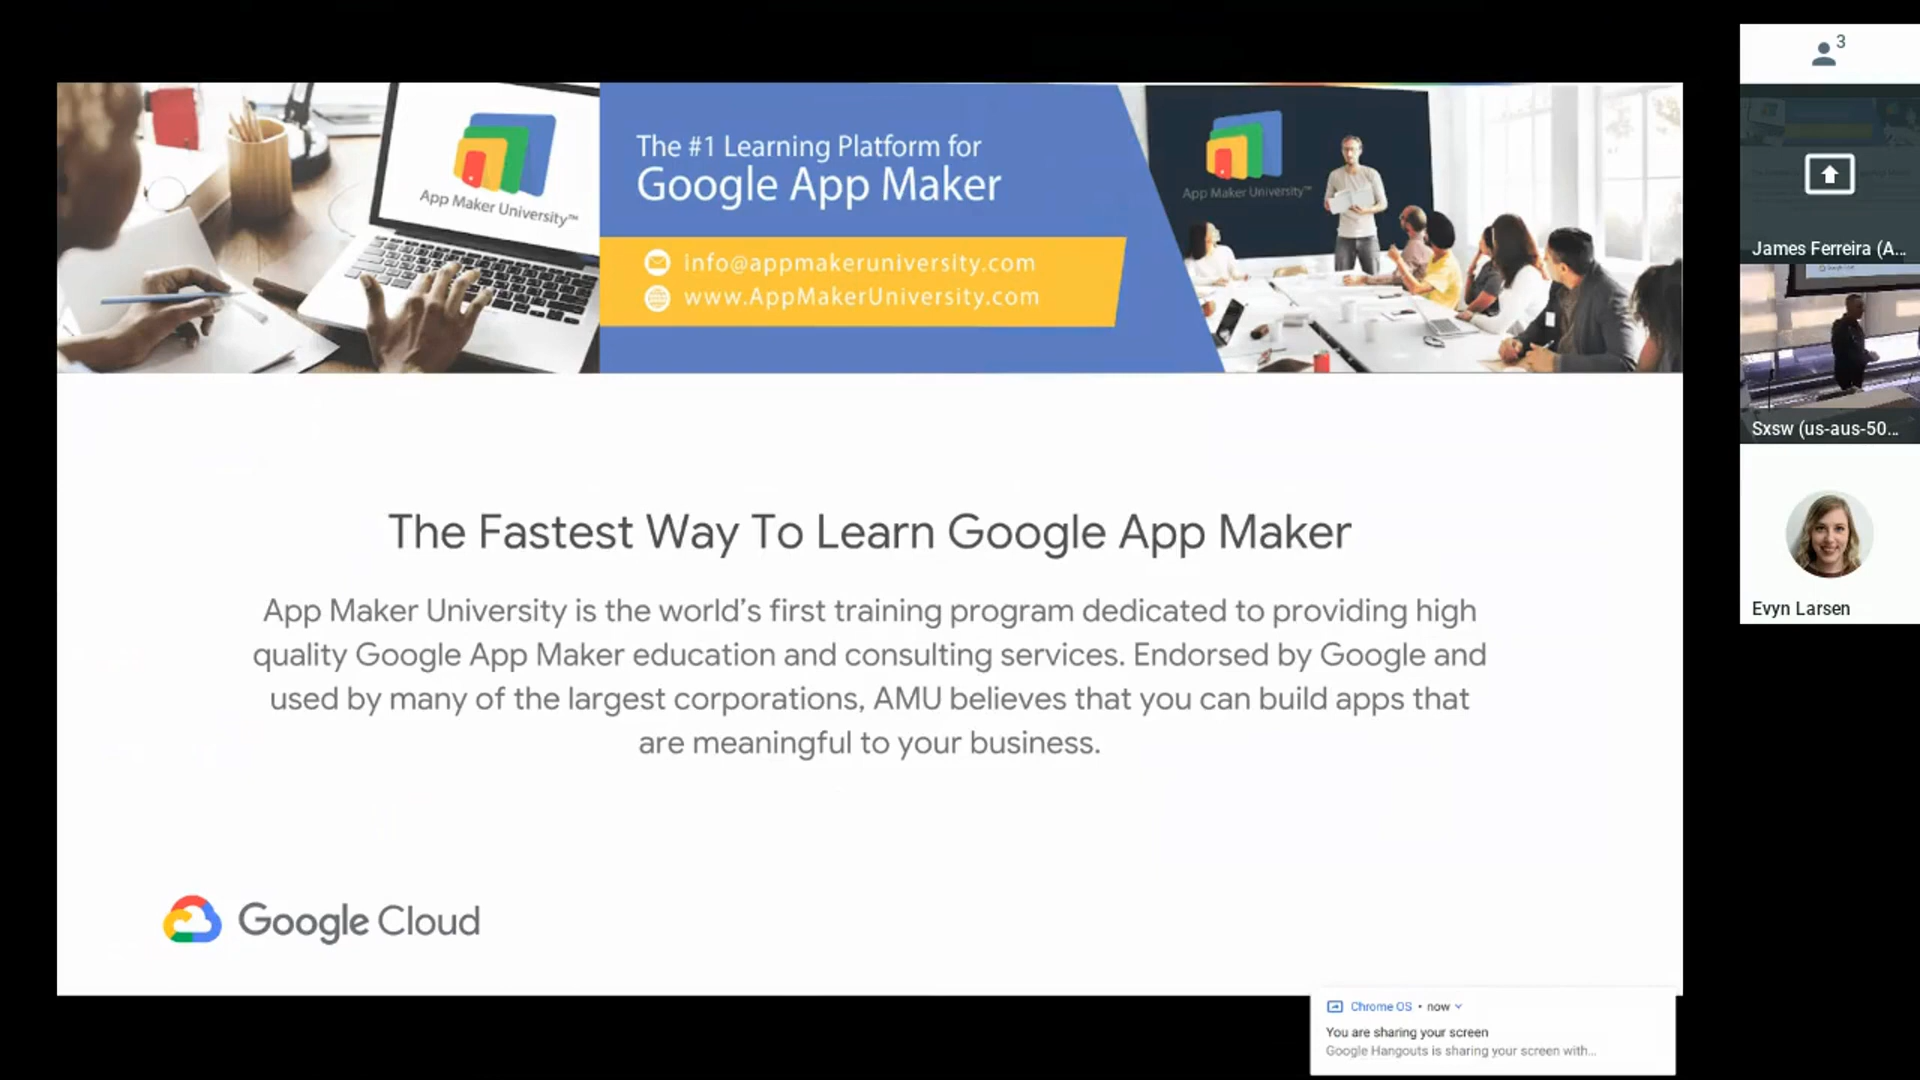 App Maker University™
The #1 Learning Platform for
Google App Maker
Info@appmakeruniversity.com
www.AppMakerUniversity.com
App Maker University™
The Fastest Way To Learn Google App Maker
App Maker University is the world's first training program dedicated to providing high
quality Google App Maker education and consulting services. Endorsed by Google and
used by many of the largest corporations, AMU believes that you can build apps that
are meaningful to your business.
Google Cloud
3
James Ferreira (A...
Sxsw (us-aus-50...
Evyn Larsen
Chrome OS • now
You are sharing your screen
Google Hangouts is sharing your screen with...